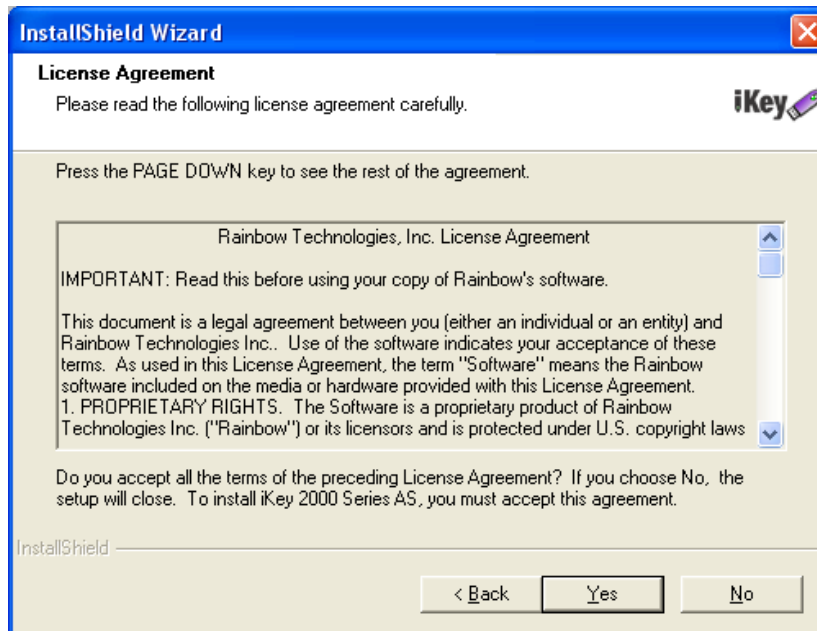 InstallShield Wizard
License Agreement
Please read the following license agreement carefully.
iKey
Press the PAGE DOWN key to see the rest of the agreement.
Rainbow Technologies, Inc. License Agreement
IMPORTANT: Read this before using your copy of Rainbow's software.
This document is a legal agreement between you (either an individual or an entity) and
Rainbow Technologies Inc.. Use of the software indicates your acceptance of these
terms. As used in this License Agreement, the term "Software" means the Rainbow
software included on the media or hardware provided with this License Agreement.
1. PROPRIETARY RIGHTS. The Software is a proprietary product of Rainbow
Technologies Inc. ("Rainbow") or its licensors and is protected under U.S. copyright laws
Do you accept all the terms of the preceding License Agreement? If you choose No, the
setup will close. To install iKey 2000 Series AS, you must accept this agreement.
InstallShield
< Back Yes No